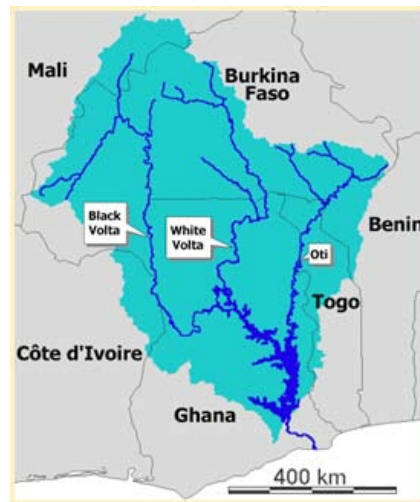 Mali
Burkina
Faso
Black
Volta
White
Volta
Benin
Oti
Togo
Côte d'Ivoire
Ghana
400 km